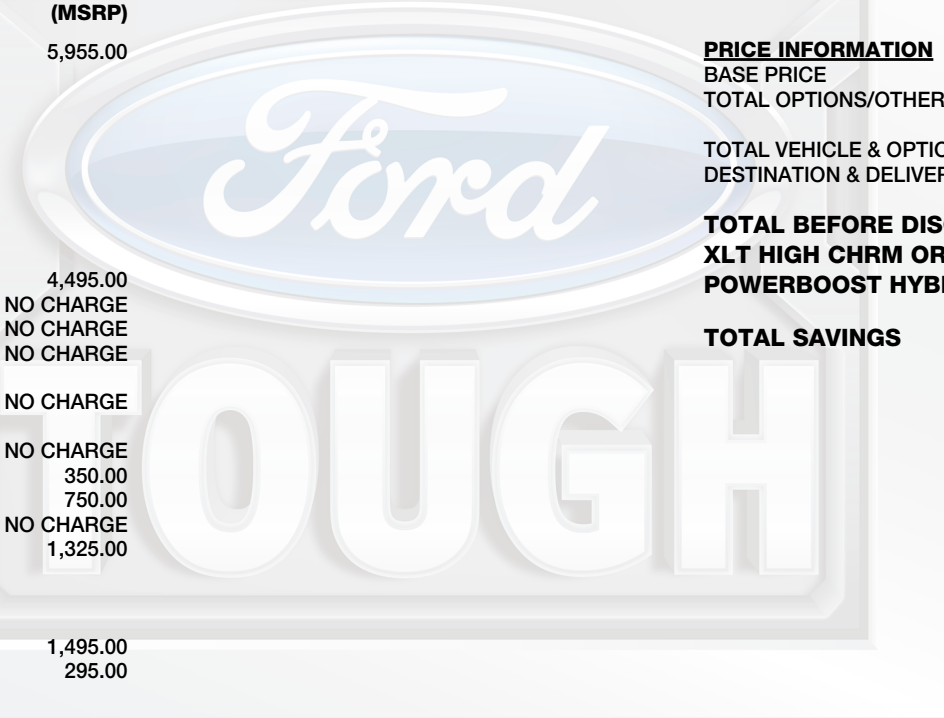 (MSRP)
5,955.00
4,495.00
NO CHARGE
NO CHARGE
NO CHARGE
NO CHARGE
NO CHARGE
350.00
750.00
NO CHARGE
1,325.00
1,495.00
295.00
PRICE INFORMATION
BASE PRICE
TOTAL OPTIONS/OTHER
TOTAL VEHICLE & OPTIO
DESTINATION & DELIVER
TOTAL BEFORE DISC
XLT HIGH CHRM OR
POWERBOOST HYBR
TOTAL SAVINGS
Ford
TOUGH